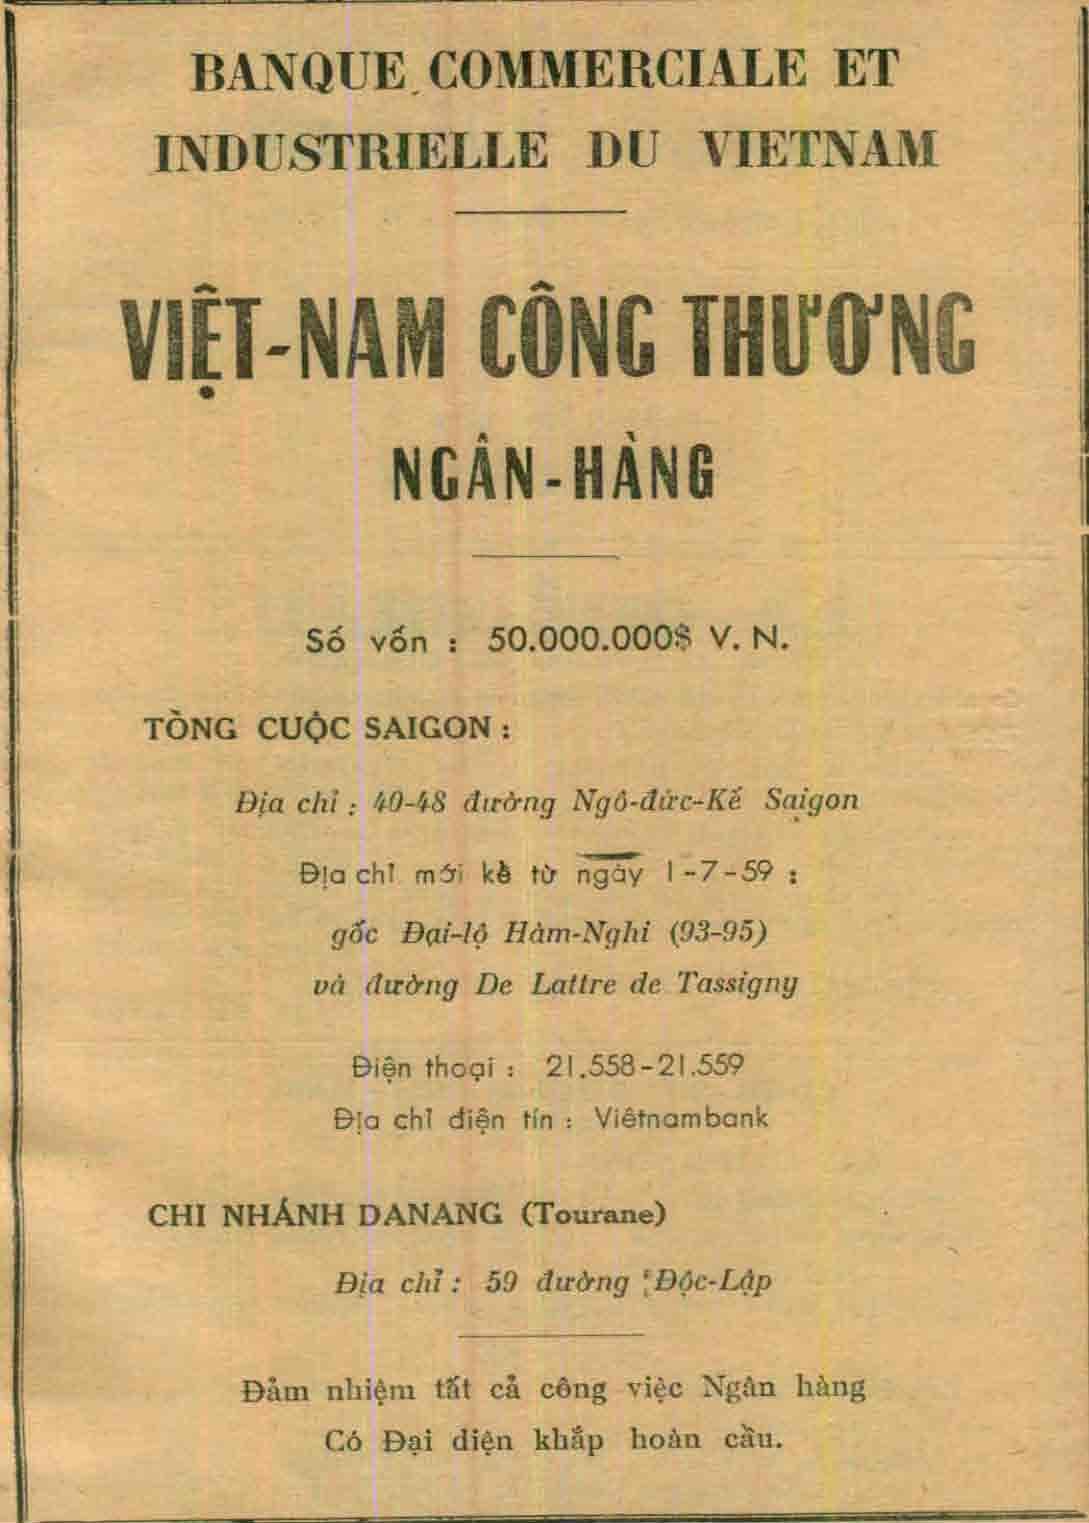 BANQUE COMMERCIALE ET
INDUSTRIELLE DU VIETNAM
VIỆT-NAM CÔNG THƯƠNG
NGÂN-HÀNG
Số vốn : 50.000.000$ V. N.
TỔNG CUỘC SAIGON :
Địa chỉ : 40-48 đường Ngô-đức-Kế Saigon
Địa chỉ mới kể từ ngày 1-7-59 :
gốc Đại-lộ Hàm-Nghi (93-95)
và đường De Lattre de Tassigny
Điện thoại : 21.558-21.559
Địa chỉ điện tín : Viêtnambank
CHI NHÁNH DANANG (Tourane)
Địa chỉ : 59 đường Độc-Lập
Đảm nhiệm tất cả công việc Ngân hàng
Có Đại diện khắp hoàn cầu.